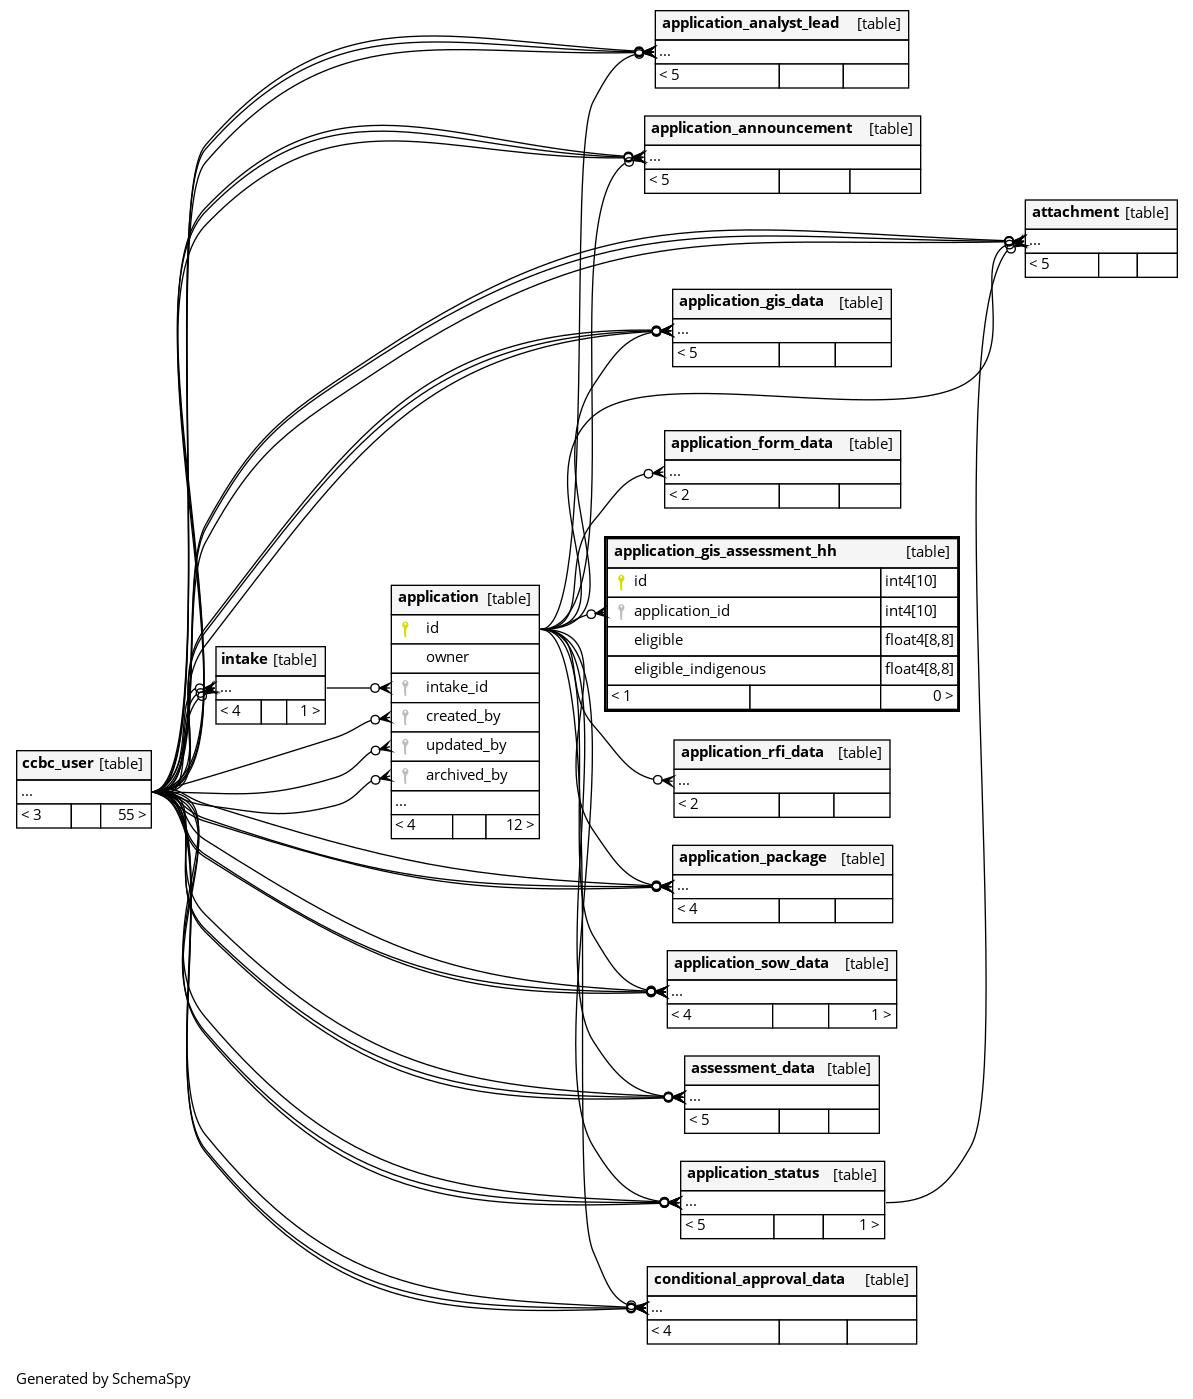 application_analyst_lead [table]
...
< 5
application_announcement [table]
...
< 5
attachment [table]
...
< 5
application_gis_data [table]
...
< 5
application_form_data [table]
...
< 2
application_gis_assessment_hh [table]
id int4[10]
application_id int4[10]
eligible float4[8,8]
eligible_indigenous float4[8,8]
< 1 0 >
application [table]
id
owner
intake_id
created_by
updated_by
archived_by
...
< 4 12 >
intake [table]
...
< 4 1 >
ccbc_user [table]
...
< 3 55 >
application_rfi_data [table]
...
< 2
application_package [table]
...
< 4
application_sow_data [table]
...
< 4 1 >
assessment_data [table]
...
< 5
application_status [table]
...
< 5 1 >
conditional_approval_data [table]
...
< 4
Generated by SchemaSpy